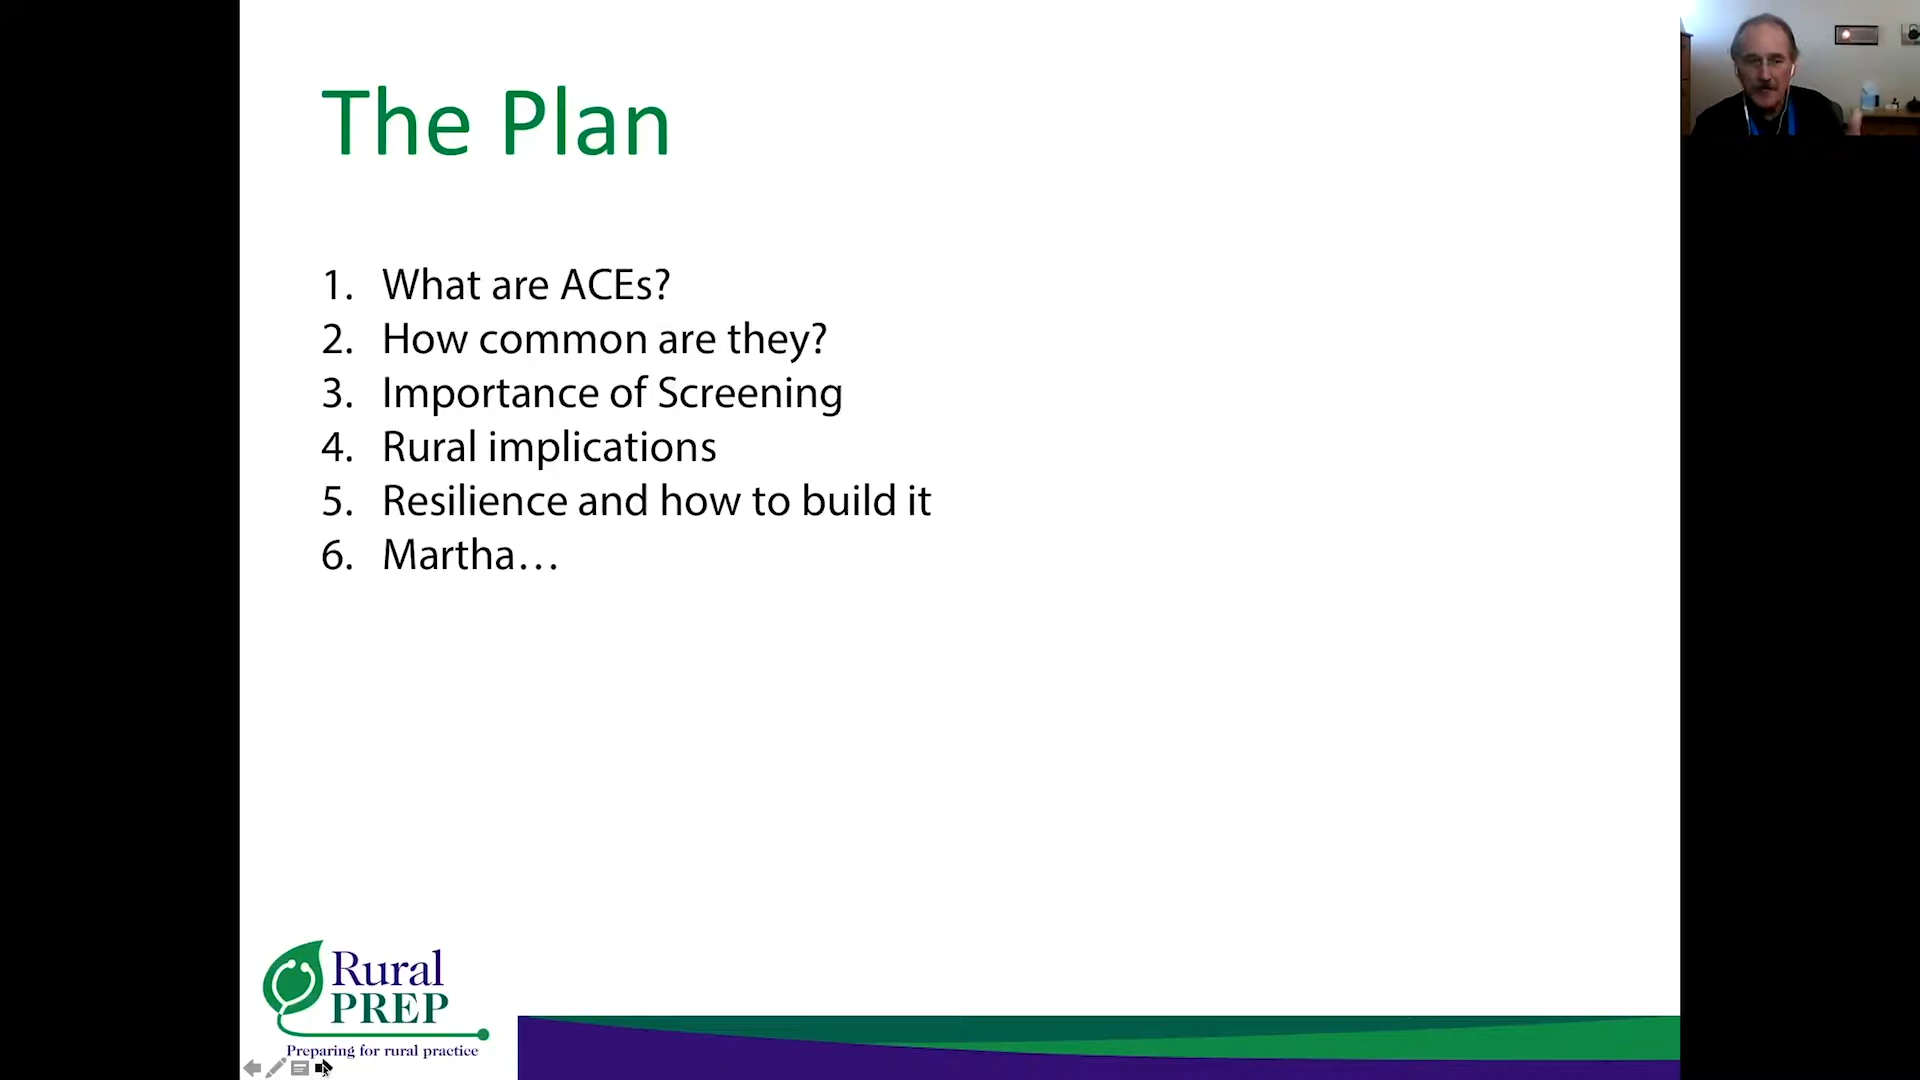 The Plan
1. What are ACEs?
2. How common are they?
3. Importance of Screening
4. Rural implications
5. Resilience and how to build it
6. Martha…
Rural
PREP
Preparing for rural practice